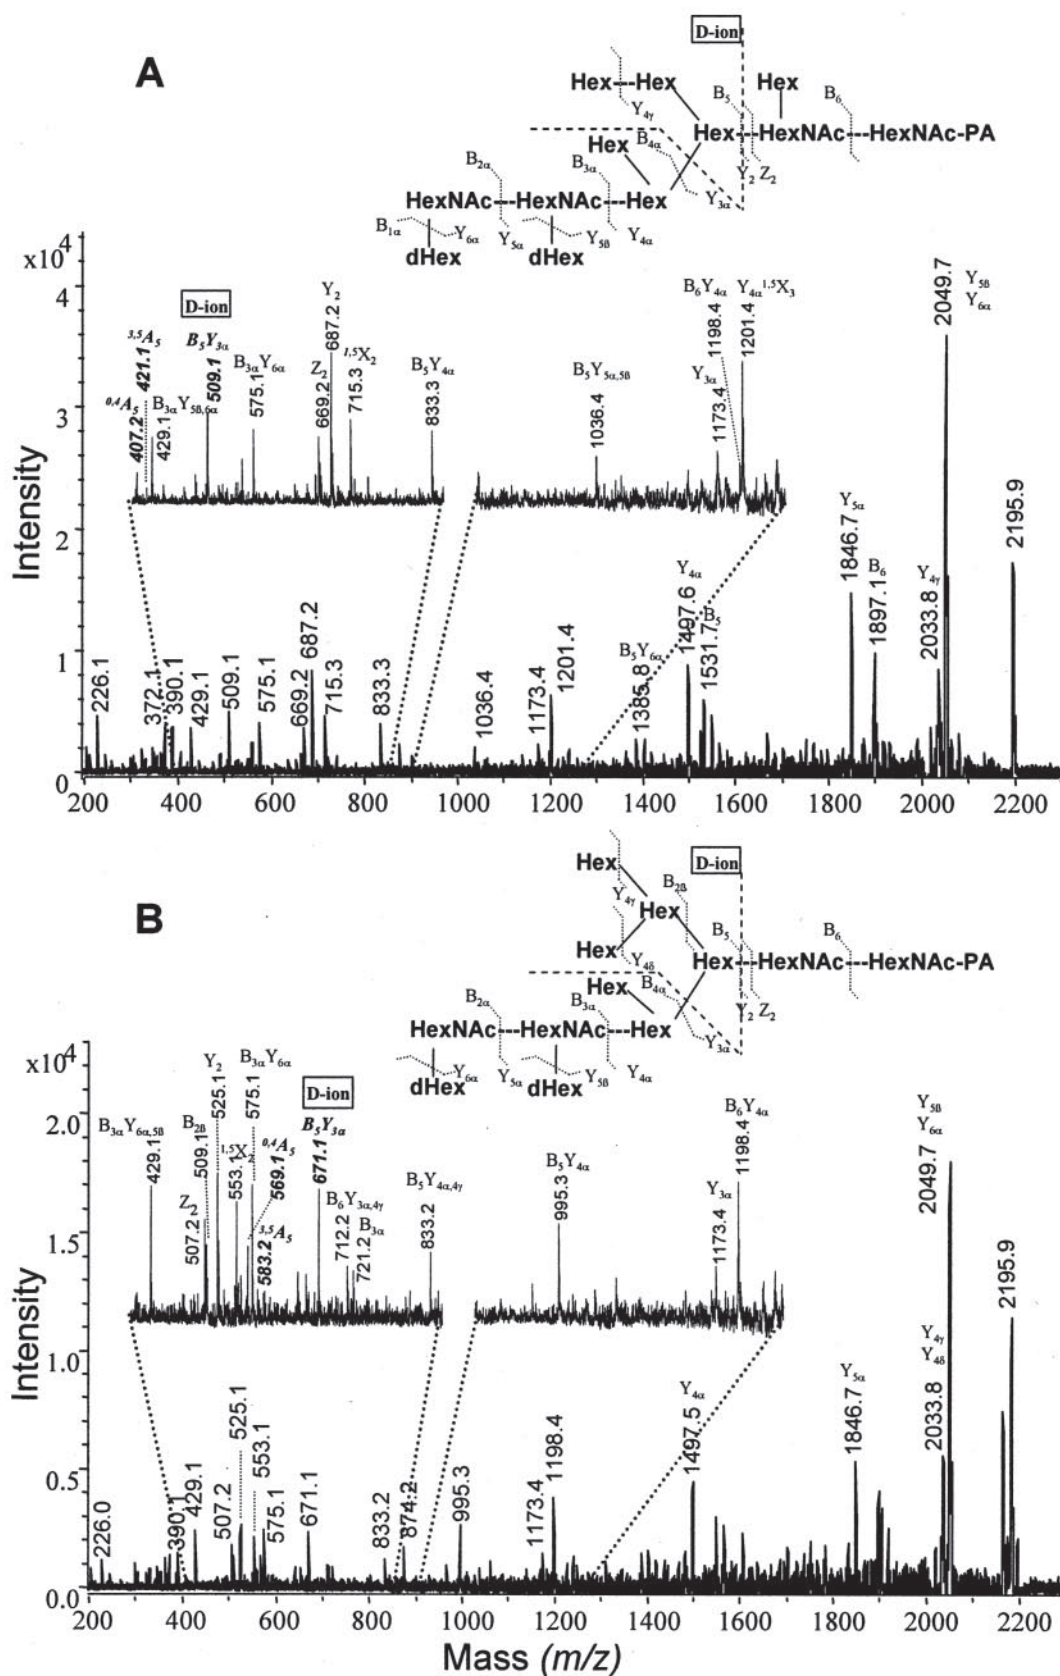 A
D-ion
Hex---Hex Hex
Y4γ B5 B6
Hex---HexNAc---HexNAc-PA
Hex B4α Y2 Z2
B2α B3α Y3α
HexNAc---HexNAc---Hex
B1α Y6α Y5α Y5β Y4α
dHex dHex
x10^4
4
3
2
1
0
Intensity
D-ion
0,4A5 407.2
3,5A5 421.1
429.1 B3αY5β,6α
B5Y3α 509.1
B3αY6α 575.1
Z2 669.2
Y2 687.2
1,5X2 715.3
B5Y4α 833.3
B5Y5α,5β 1036.4
Y3α 1173.4
B6Y4α 1198.4
Y4α1,5X3 1201.4
226.1
372.1
390.1
429.1
509.1
575.1
669.2
687.2
715.3
833.3
1036.4
1173.4
1201.4
B5Y6α 1385.8
Y4α 1497.6
1531.7 B5
Y5α 1846.7
1897.1 B6
2033.8 Y4γ
2049.7 Y5β Y6α
2195.9
200 400 600 800 1000 1200 1400 1600 1800 2000 2200
B
D-ion
Hex
Y4γ B2β
Hex B5 B6
Hex Hex---HexNAc---HexNAc-PA
Y4δ
Hex B4α Y2 Z2
B2α B3α Y3α
HexNAc---HexNAc---Hex
Y6α Y5α Y5β Y4α
dHex dHex
x10^4
2.0
1.5
1.0
0.5
0.0
Intensity
D-ion
B3αY6α,5β 429.1
Z2 507.2
B2β 509.1
Y2 525.1
1,5X2 553.1
0,4A5 569.1
B3αY6α 575.1
3,5A5 583.2
B5Y3α 671.1
B6Y3α,4γ 712.2
721.2 B3α
B5Y4α,4γ 833.2
B5Y4α 995.3
Y3α 1173.4
B6Y4α 1198.4
226.0
390.1
429.1
507.2
525.1
553.1
575.1
671.1
833.2
874.2
995.3
1173.4
1198.4
Y4α 1497.5
Y5α 1846.7
Y4γ Y4δ 2033.8
Y5β Y6α 2049.7
2195.9
200 400 600 800 1000 1200 1400 1600 1800 2000 2200
Mass (m/z)